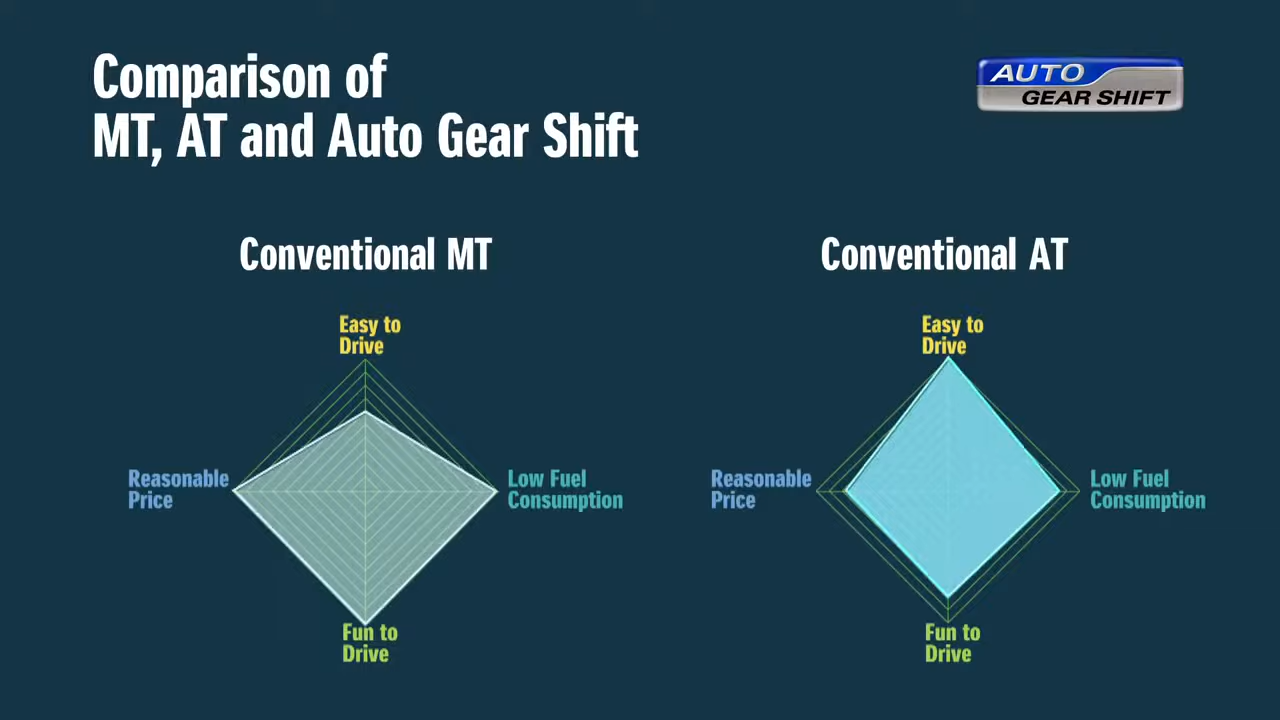 Comparison of
MT, AT and Auto Gear Shift
AUTO
GEAR SHIFT
Conventional MT
Easy to
Drive
Reasonable
Price
Low Fuel
Consumption
Fun to
Drive
Conventional AT
Easy to
Drive
Reasonable
Price
Low Fuel
Consumption
Fun to
Drive